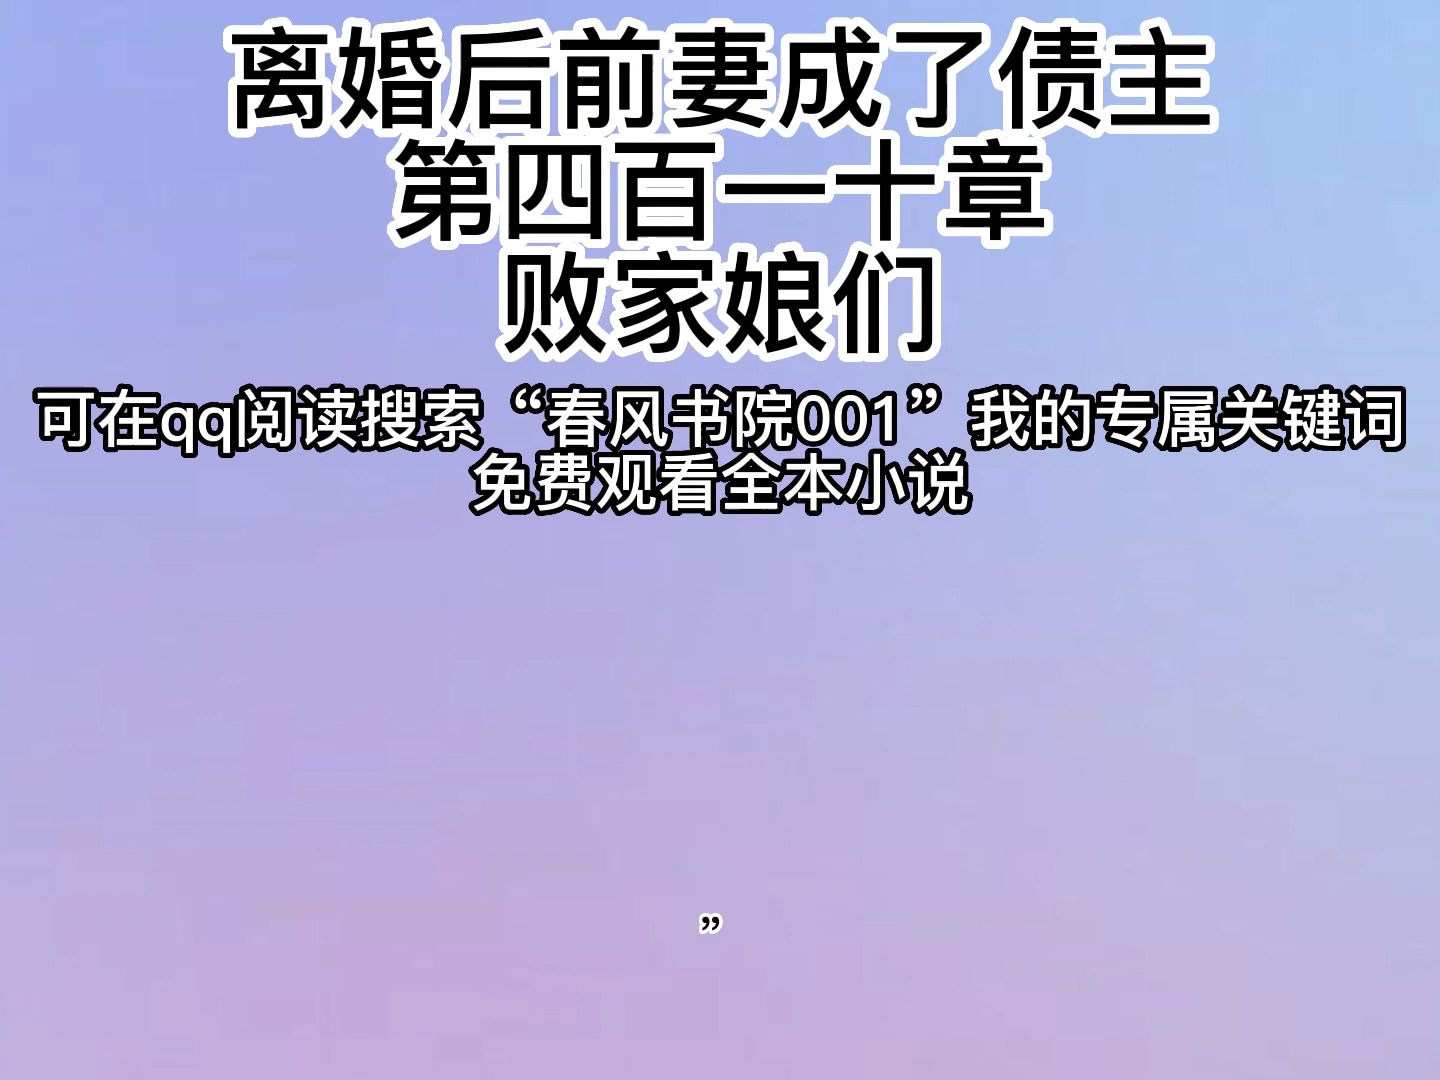 离婚后前妻成了债主
第四百一十章
败家娘们
可在qq阅读搜索“春风书院001”我的专属关键词
免费观看全本小说
”